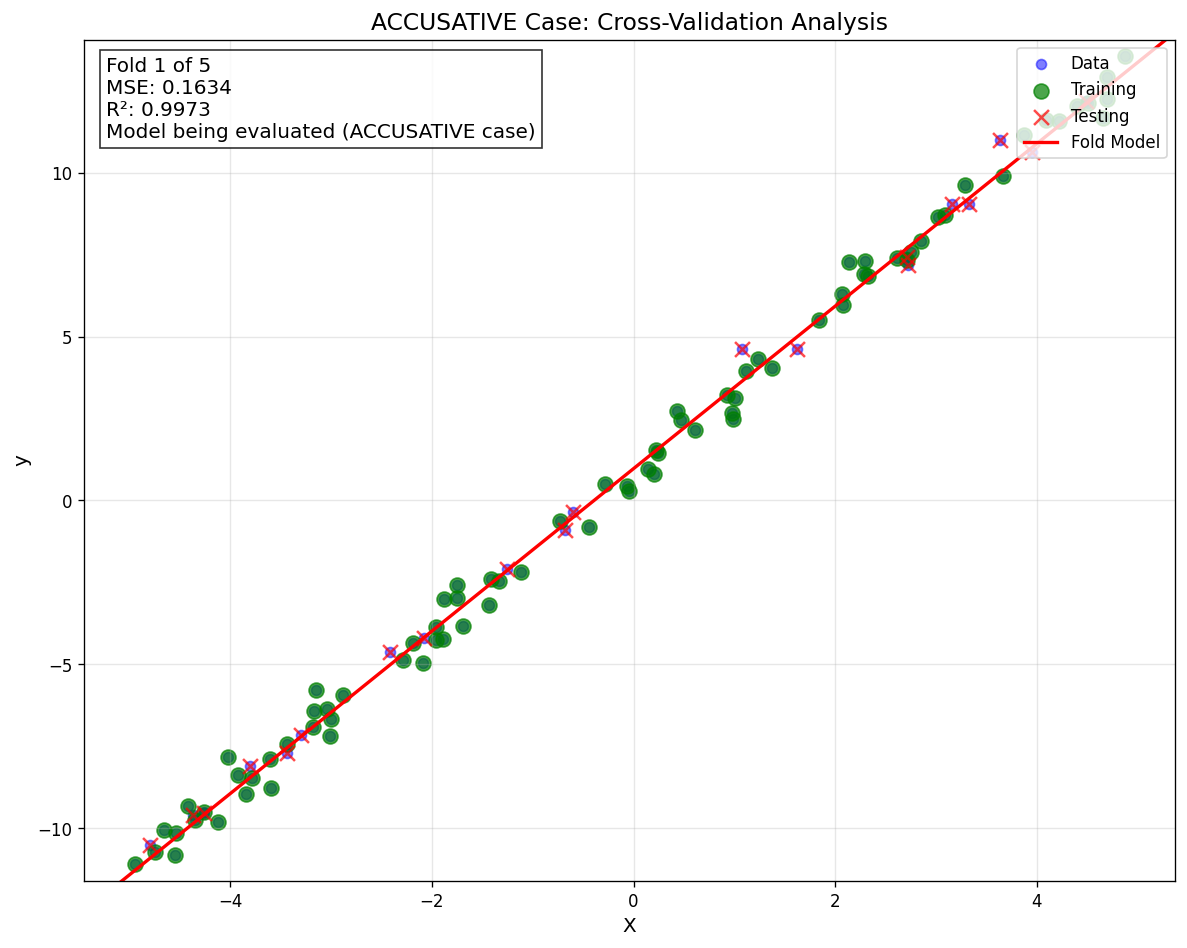 ACCUSATIVE Case: Cross-Validation Analysis
Fold 1 of 5
MSE: 0.1634
R²: 0.9973
Model being evaluated (ACCUSATIVE case)
Data
Training
Testing
Fold Model
10
5
0
−5
−10
y
−4
−2
0
2
4
X